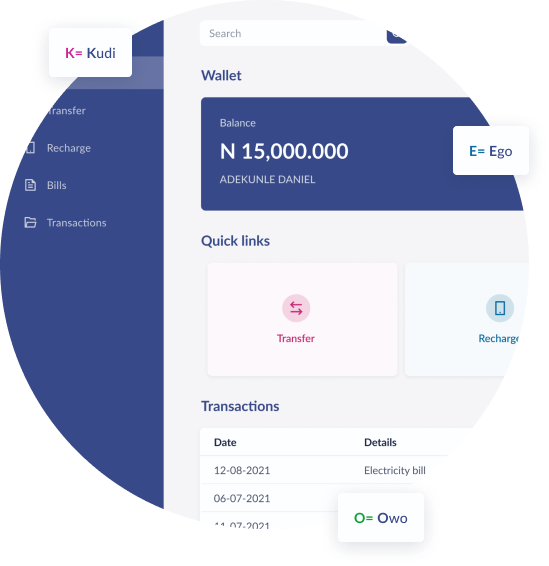 K= Kudi
Search
Wallet
Transfer
Balance
N 15,000.000
E= Ego
Recharge
ADEKUNLE DANIEL
Bills
Transactions
Quick links
Transfer
Recharge
Transactions
Date Details
12-08-2021 Electricity bill
06-07-2021
O= Owo
11-07-2021